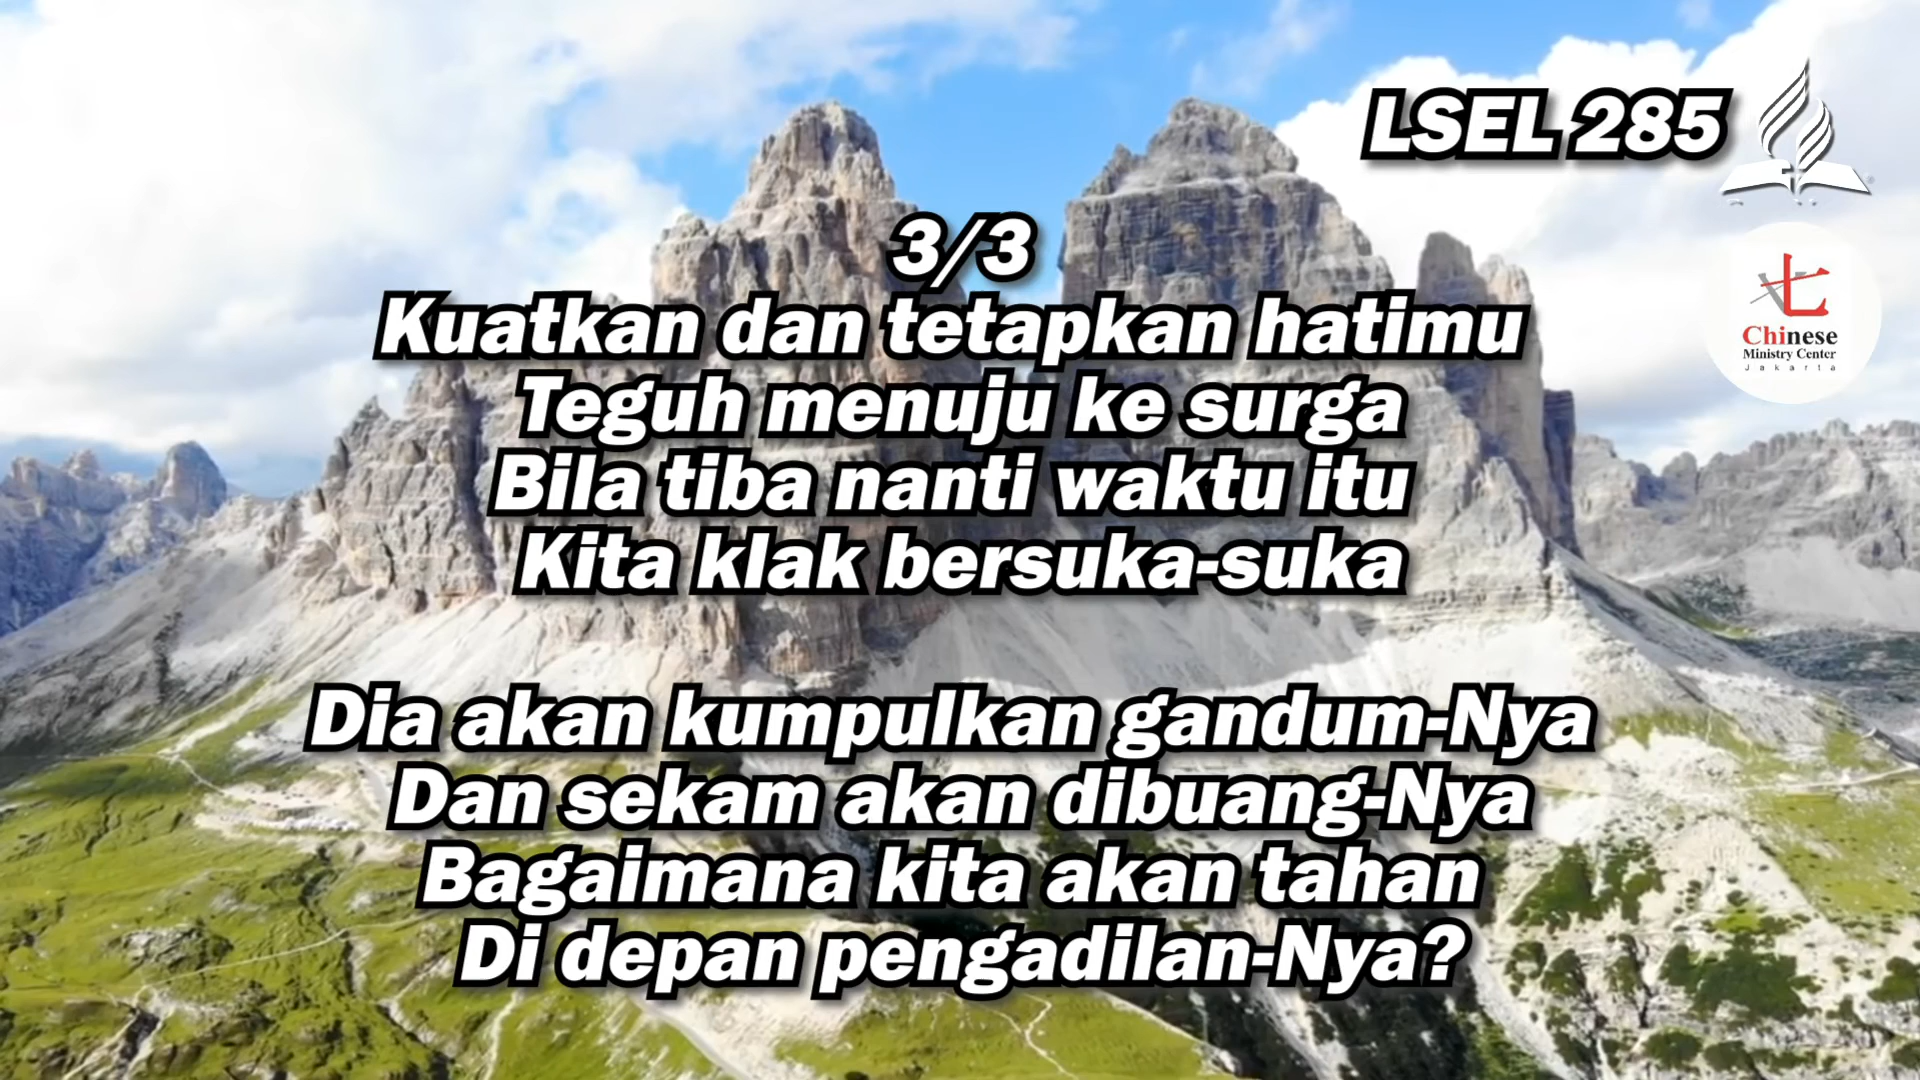 LSEL 285
七
Chinese
Ministry Center
Jakarta
3/3
Kuatkan dan tetapkan hatimu
Teguh menuju ke surga
Bila tiba nanti waktu itu
Kita klak bersuka-suka
Dia akan kumpulkan gandum-Nya
Dan sekam akan dibuang-Nya
Bagaimana kita akan tahan
Di depan pengadilan-Nya?